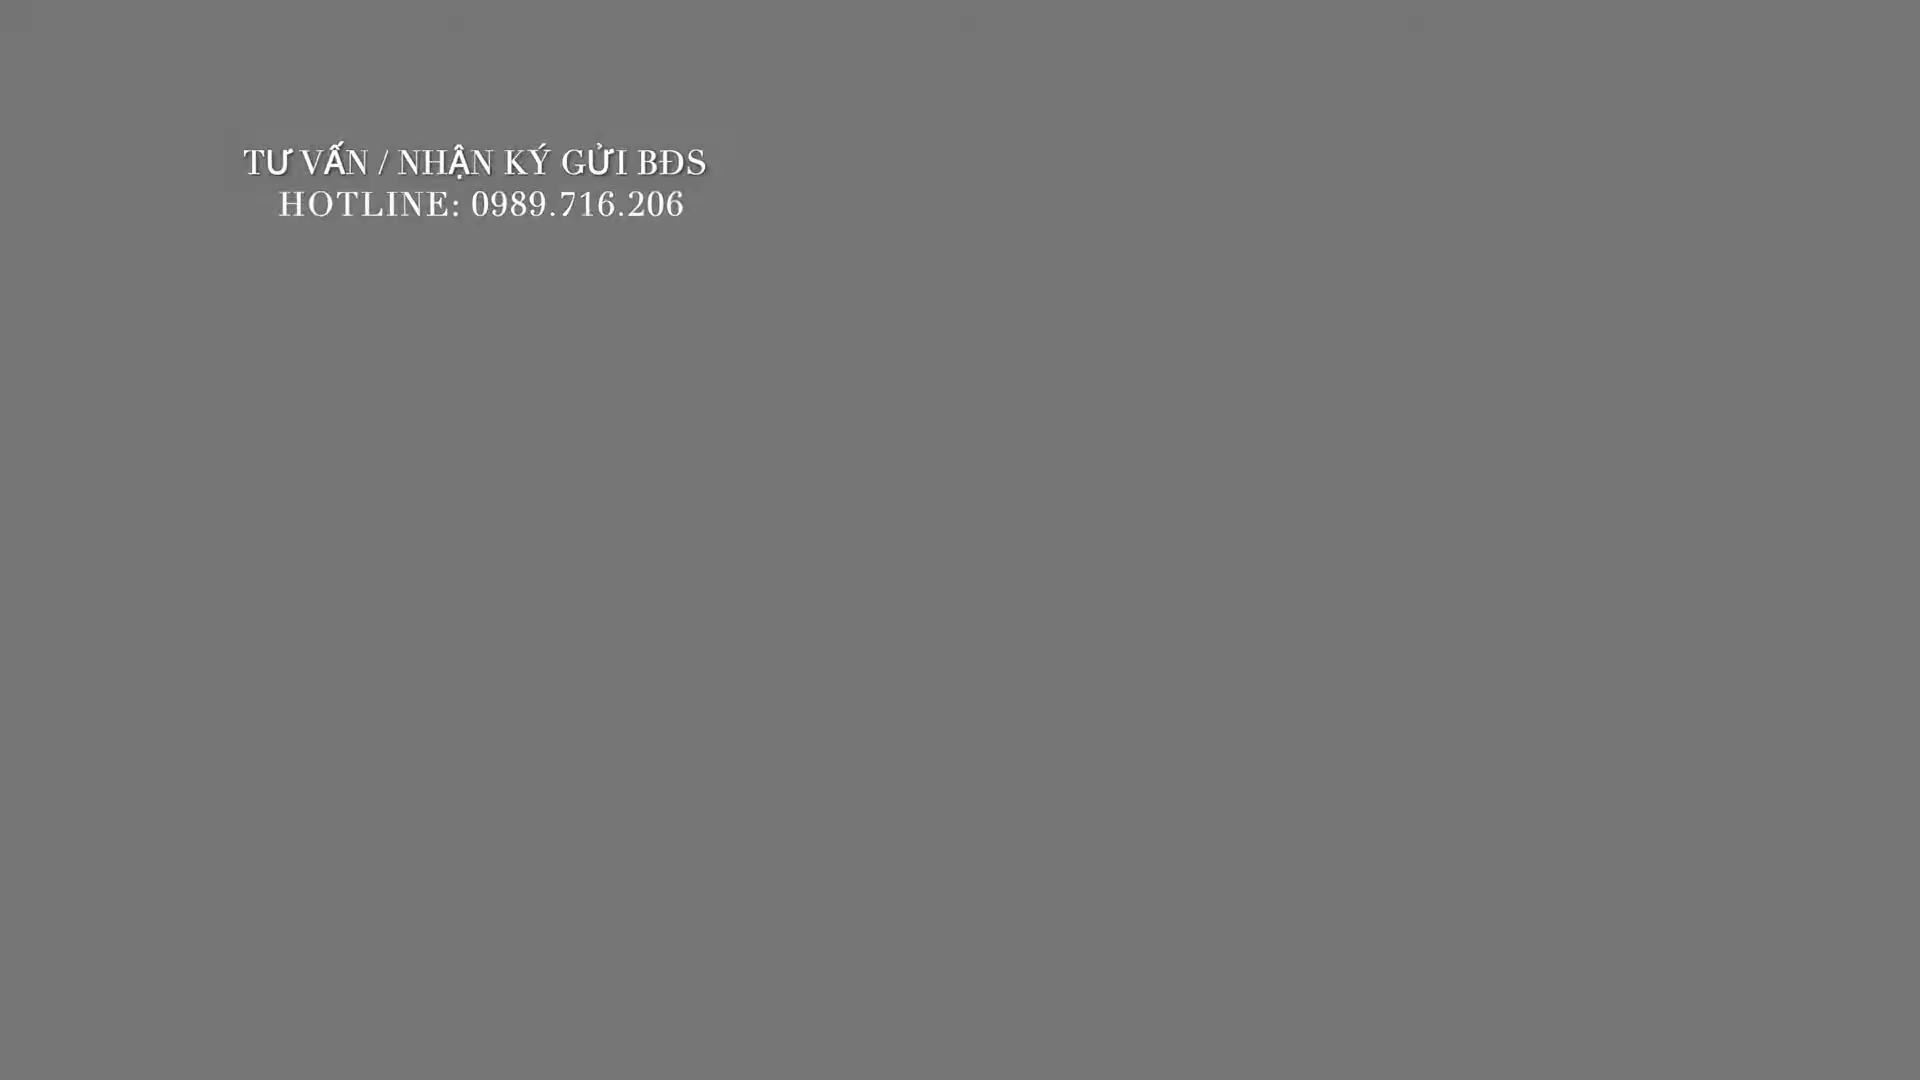 TƯ VẤN / NHẬN KÝ GỬI BĐS
HOTLINE: 0989.716.206